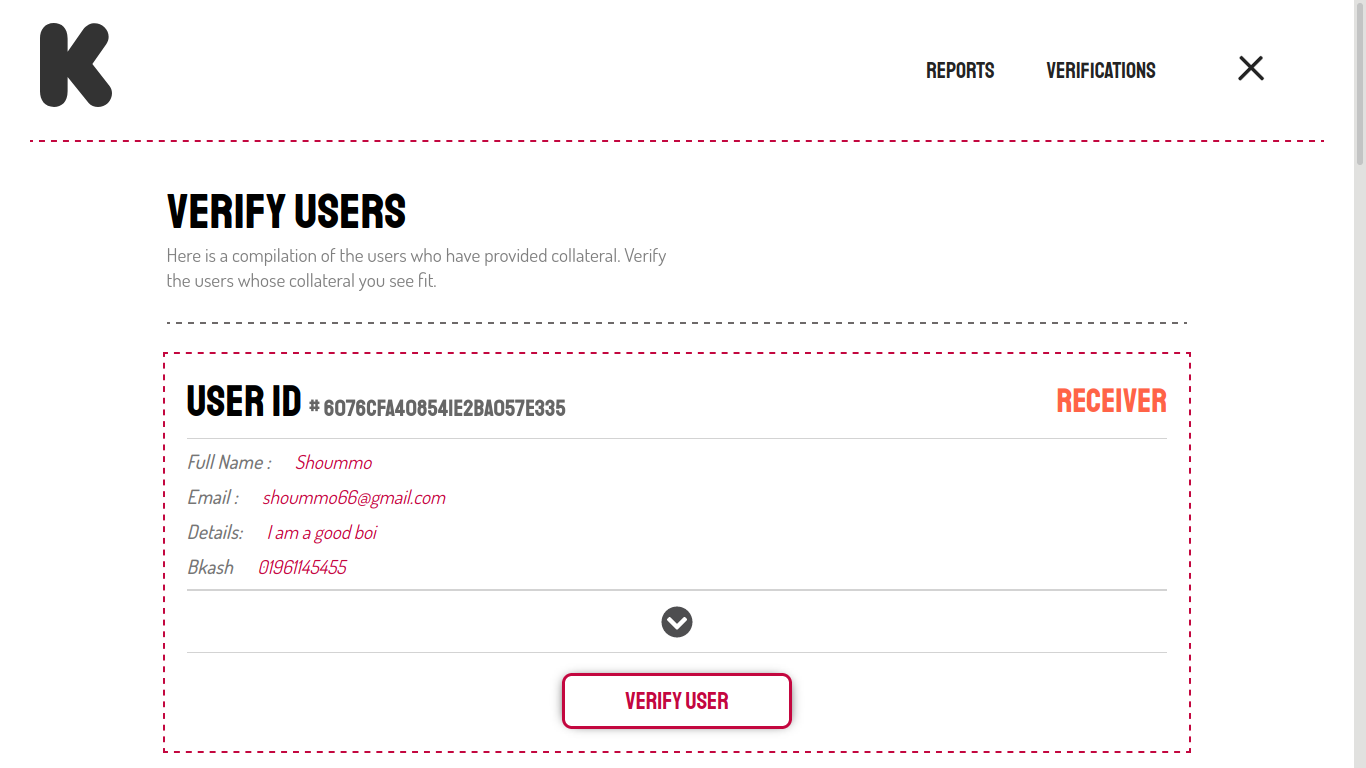 K
REPORTS VERIFICATIONS
VERIFY USERS
Here is a compilation of the users who have provided collateral. Verify
the users whose collateral you see fit.
USER ID # 6076CFA408541E2BA057E335
RECEIVER
Full Name : Shoummo
Email : shoummo66@gmail.com
Details: I am a good boi
Bkash 01961145455
VERIFY USER